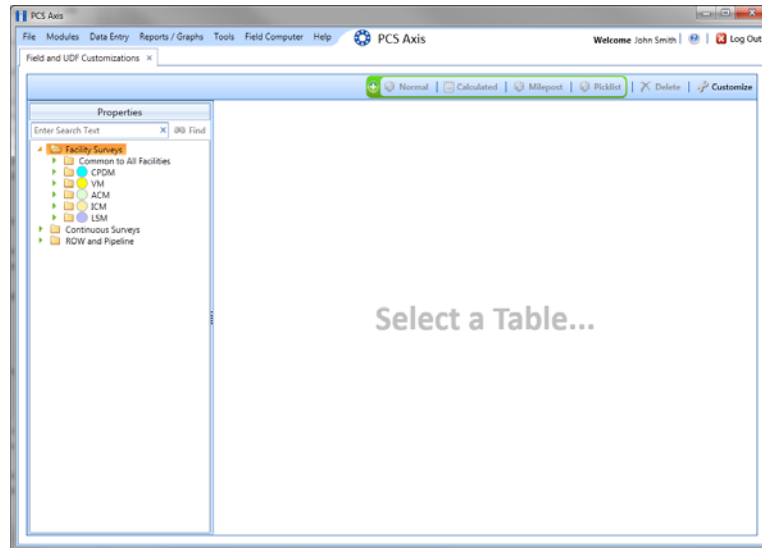 PCS Axis
File Modules Data Entry Reports / Graphs Tools Field Computer Help PCS Axis Welcome John Smith | | Log Out
Field and UDF Customizations ×
Normal | Calculated | Milepost | Picklist | Delete | Customize
Properties
Enter Search Text × Find
Facility Surveys
Common to All Facilities
CPDM
VM
ACM
ICM
LSM
Continuous Surveys
ROW and Pipeline
Select a Table...